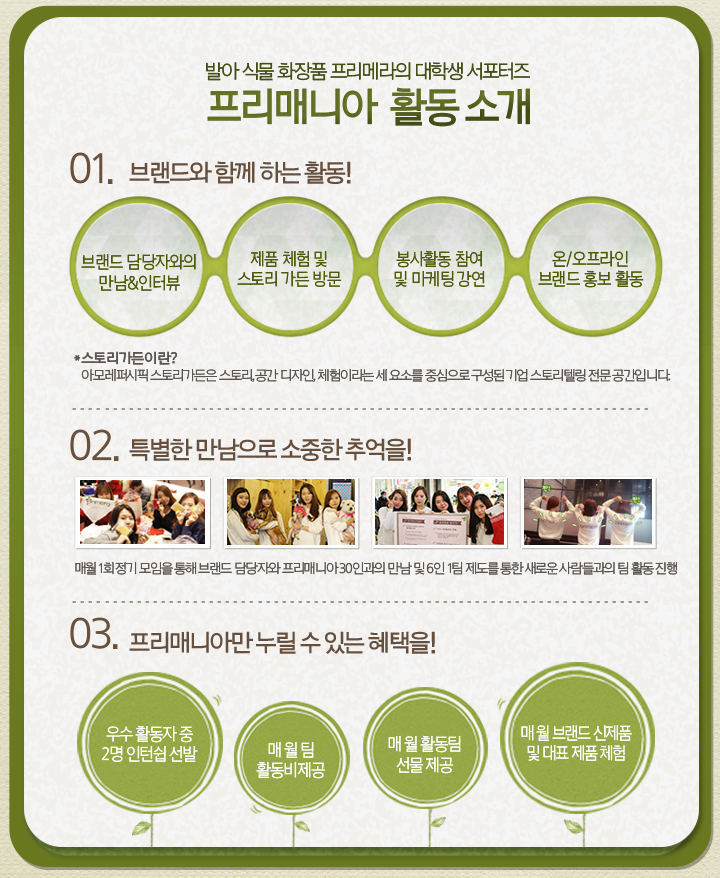 발아 식물 화장품 프리메라의 대학생 서포터즈
프리매니아 활동 소개
01. 브랜드와 함께 하는 활동!
브랜드 담당자와의
만남&인터뷰
제품 체험 및
스토리 가든 방문
봉사활동 참여
및 마케팅 강연
온/오프라인
브랜드 홍보 활동
*스토리가든이란?
아모레퍼시픽 스토리가든은 스토리, 공간 디자인, 체험이라는 세 요소를 중심으로 구성된 기업 스토리텔링 전문 공간입니다.
02. 특별한 만남으로 소중한 추억을!
매월 1회 정기 모임을 통해 브랜드 담당자와 프리매니아 30인과의 만남 및 6인 1팀 제도를 통한 새로운 사람들과의 팀 활동 진행
03. 프리매니아만 누릴 수 있는 혜택을!
우수 활동자 중
2명 인턴쉽 선발
매 월 팀
활동비 제공
매 월 활동팀
선물 제공
매 월 브랜드 신제품
및 대표 제품 체험